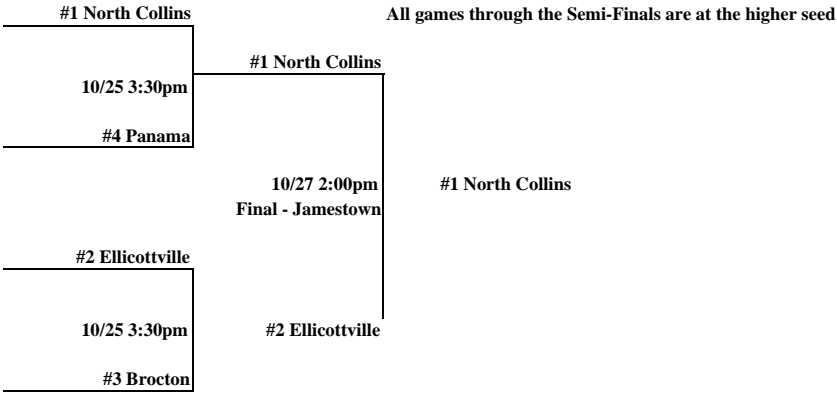 #1 North Collins
All games through the Semi-Finals are at the higher seed
#1 North Collins
10/25 3:30pm
#4 Panama
10/27 2:00pm
#1 North Collins
Final - Jamestown
#2 Ellicottville
10/25 3:30pm
#2 Ellicottville
#3 Brocton